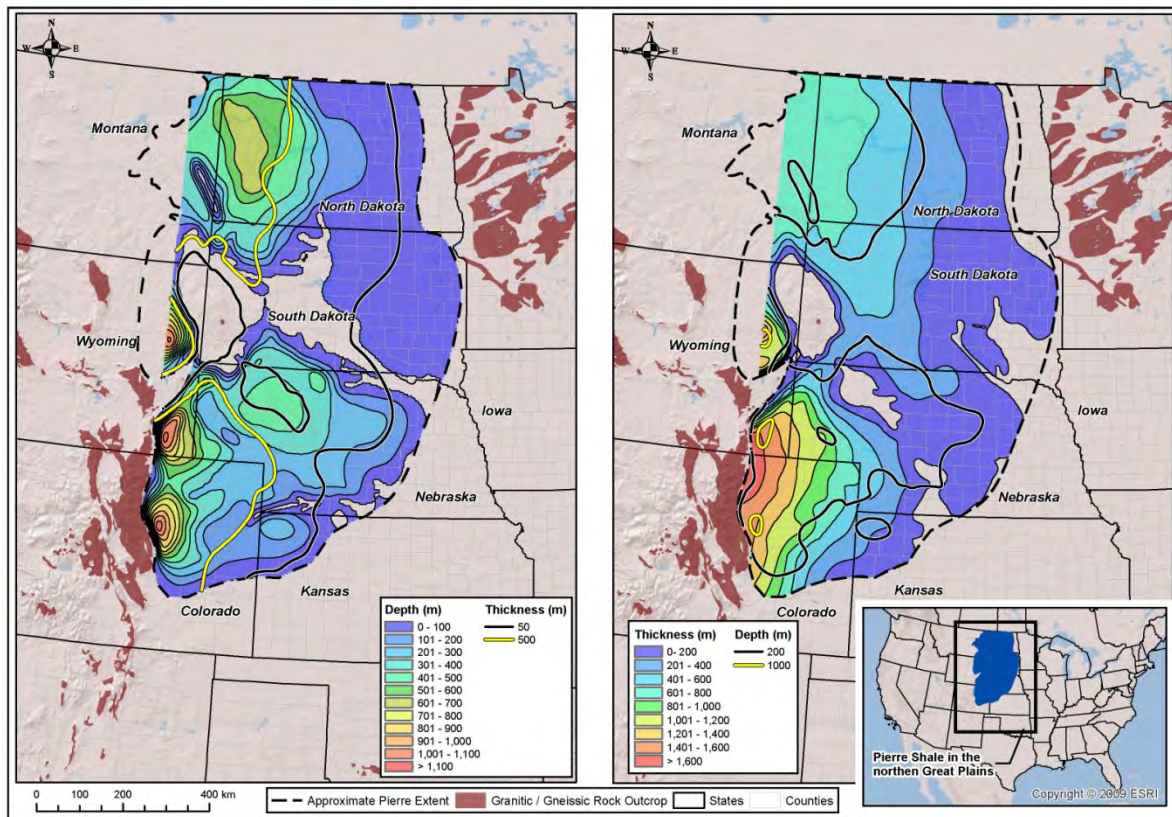 N
W E
S
Montana
North Dakota
South Dakota
Wyoming
Iowa
Nebraska
Kansas
Colorado
Depth (m)
0 - 100
101 - 200
201 - 300
301 - 400
401 - 500
501 - 600
601 - 700
701 - 800
801 - 900
901 - 1,000
1,001 - 1,100
> 1,100
Thickness (m)
50
500
N
W E
S
Montana
North Dakota
South Dakota
Wyoming
Iowa
Nebraska
Kansas
Colorado
Thickness (m)
0- 200
201 - 400
401 - 600
601 - 800
801 - 1,000
1,001 - 1,200
1,201 - 1,400
1,401 - 1,600
> 1,600
Depth (m)
200
1000
Pierre Shale in the
northen Great Plains
Copyright © 2009 ESRI
0 100 200 400 km
Approximate Pierre Extent
Granitic / Gneissic Rock Outcrop
States
Counties